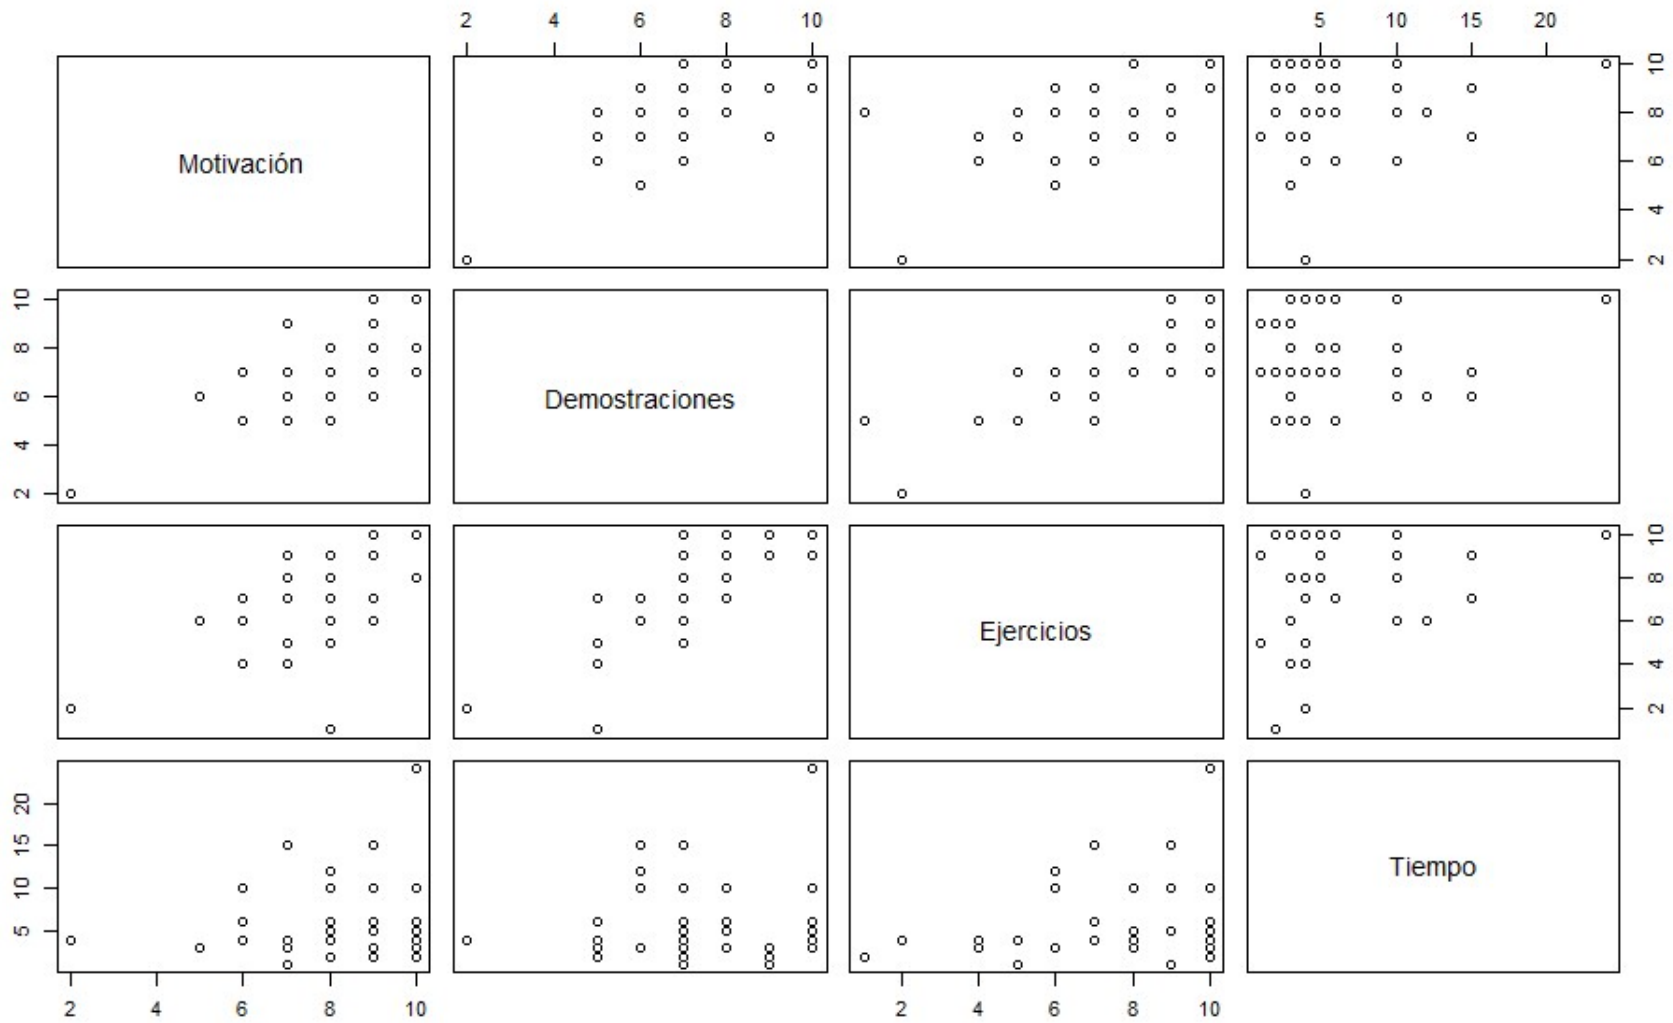 2 4 6 8 10 5 10 15 20
Motivación
2 4 6 8 10
2 4 6 8 10
Demostraciones
Ejercicios
2 4 6 8 10
5 10 15 20
Tiempo
2 4 6 8 10 2 4 6 8 10